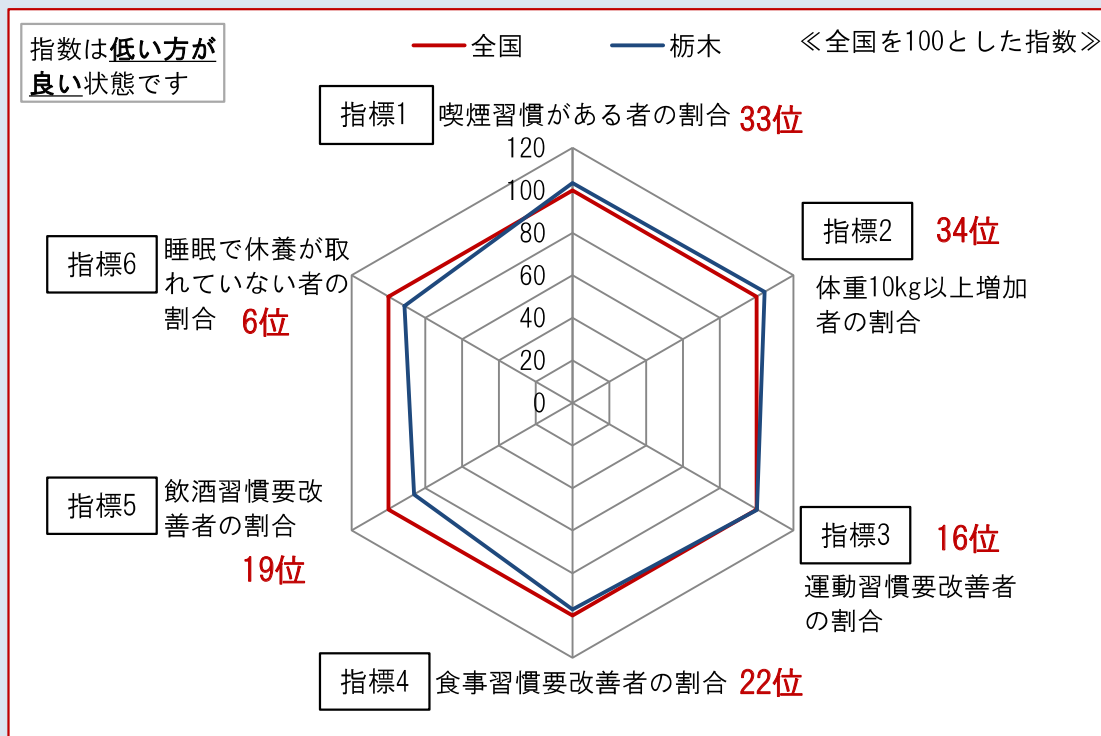 指数は低い方が
良い状態です
全国
栃木
≪全国を100とした指数≫
指標1
喫煙習慣がある者の割合
33位
120
100
80
60
40
20
0
指標2
34位
体重10kg以上増加
者の割合
指標3
16位
運動習慣要改善者
の割合
指標4
食事習慣要改善者の割合
22位
指標5
飲酒習慣要改
善者の割合
19位
指標6
睡眠で休養が取
れていない者の
割合
6位